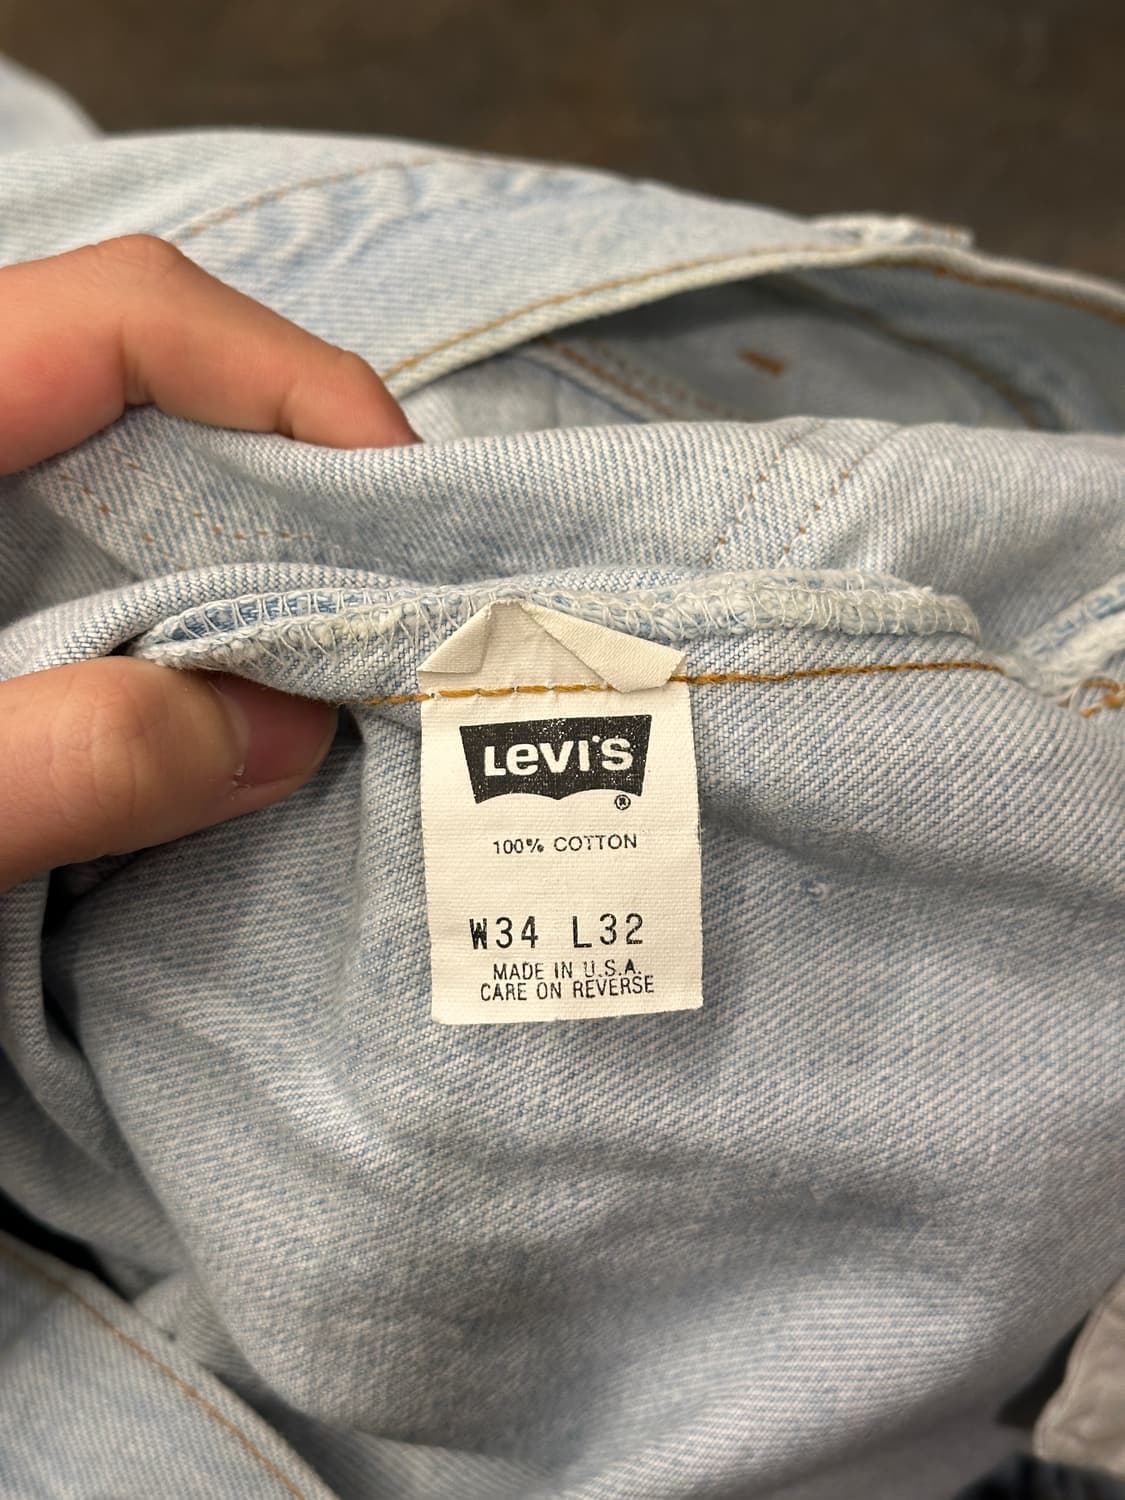 Levi's
®
100% COTTON
W34 L32
MADE IN U.S.A.
CARE ON REVERSE